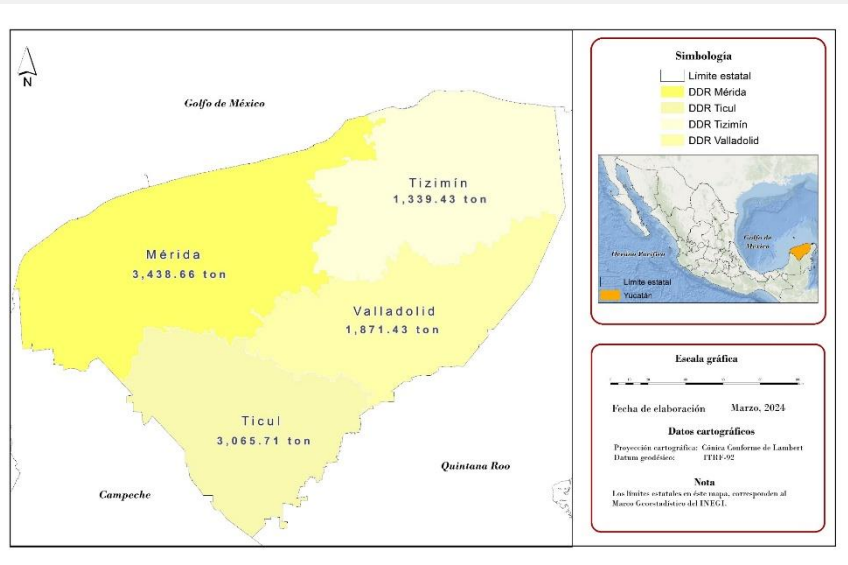 N
Golfo de México
Tizimín
1,339.43 ton
Mérida
3,438.66 ton
Valladolid
1,871.43 ton
Ticul
3,065.71 ton
Campeche
Quintana Roo
Simbología
Límite estatal
DDR Mérida
DDR Ticul
DDR Tizimín
DDR Valladolid
Golfo de
México
Océano Pacífico
Límite estatal
Yucatán
Escala gráfica
Fecha de elaboración Marzo, 2024
Datos cartográficos
Proyección cartográfica: Cónica Conforme de Lambert
Datum geodésico: ITRF-92
Nota
Los límites estatales en éste mapa, corresponden al
Marco Geoestadístico del INEGI.